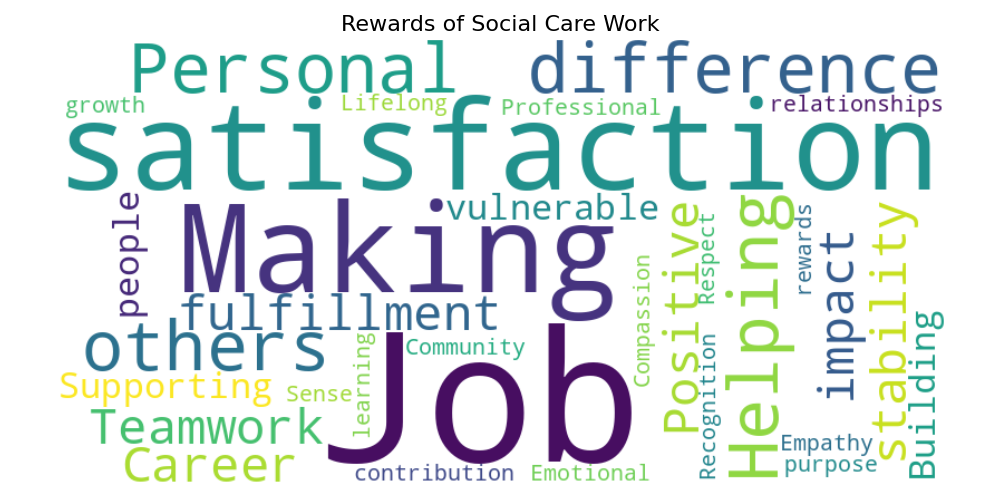 Rewards of Social Care Work
Personal difference
growth Lifelong Professional relationships
satisfaction
people Making vulnerable Positive Respect Helping rewards impact stability
fulfillment Compassion
others Job Community learning Recognition Building
Supporting Sense
Teamwork Empathy
Career contribution Emotional purpose